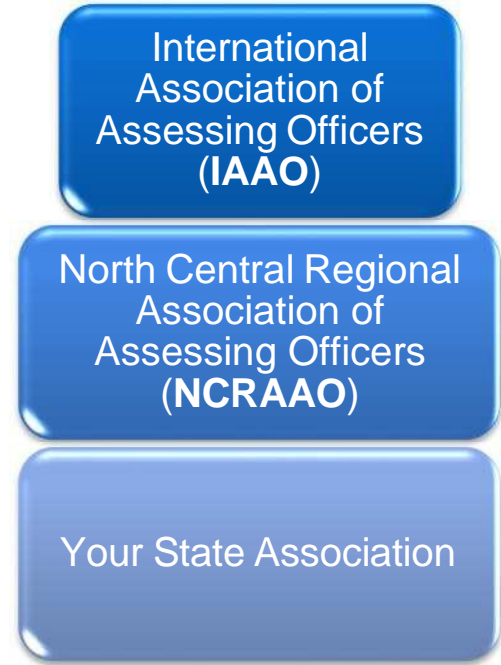 International
Association of
Assessing Officers
(IAAO)
North Central Regional
Association of
Assessing Officers
(NCRAAO)
Your State Association